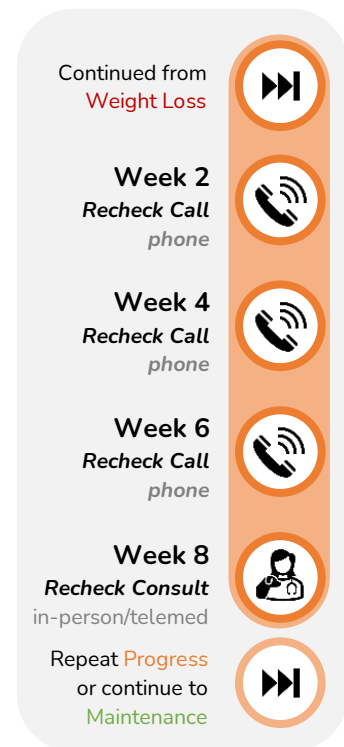 Continued from
Weight Loss
Week 2
Recheck Call
phone
Week 4
Recheck Call
phone
Week 6
Recheck Call
phone
Week 8
Recheck Consult
in-person/telemed
Repeat Progress
or continue to
Maintenance